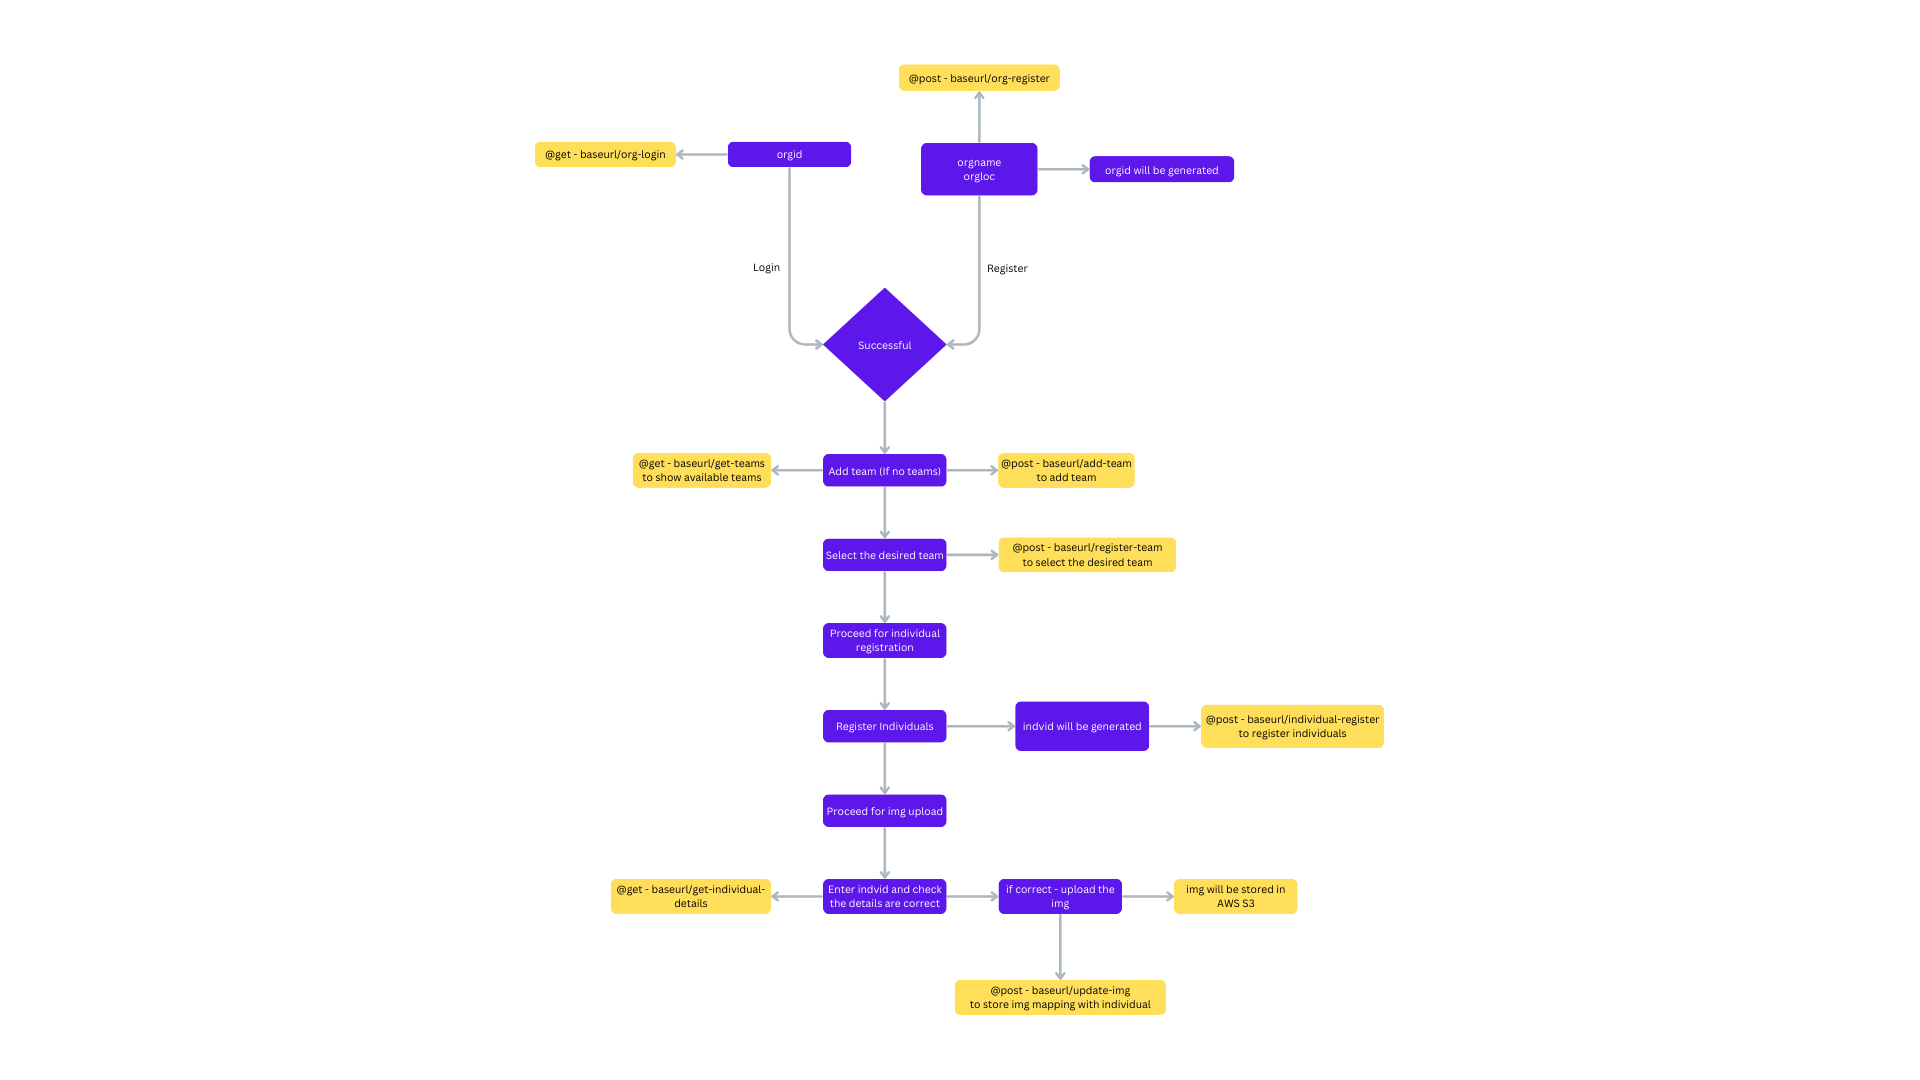 @post - baseurl/org-register
@get - baseurl/org-login
orgid
orgname
orgloc
orgid will be generated
Login
Register
Successful
@get - baseurl/get-teams
to show available teams
Add team (If no teams)
@post - baseurl/add-team
to add team
Select the desired team
@post - baseurl/register-team
to select the desired team
Proceed for individual
registration
Register Individuals
indvid will be generated
@post - baseurl/individual-register
to register individuals
Proceed for img upload
@get - baseurl/get-individual-
details
Enter indvid and check
the details are correct
if correct - upload the
img
img will be stored in
AWS S3
@post - baseurl/update-img
to store img mapping with individual